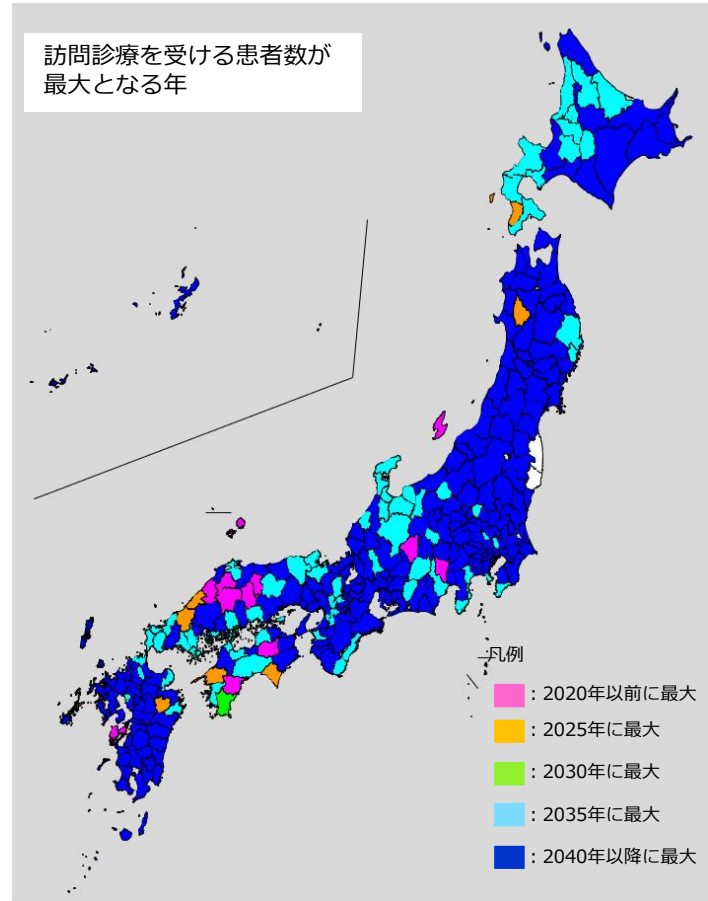 訪問診療を受ける患者数が
最大となる年
凡例
：2020年以前に最大
：2025年に最大
：2030年に最大
：2035年に最大
：2040年以降に最大